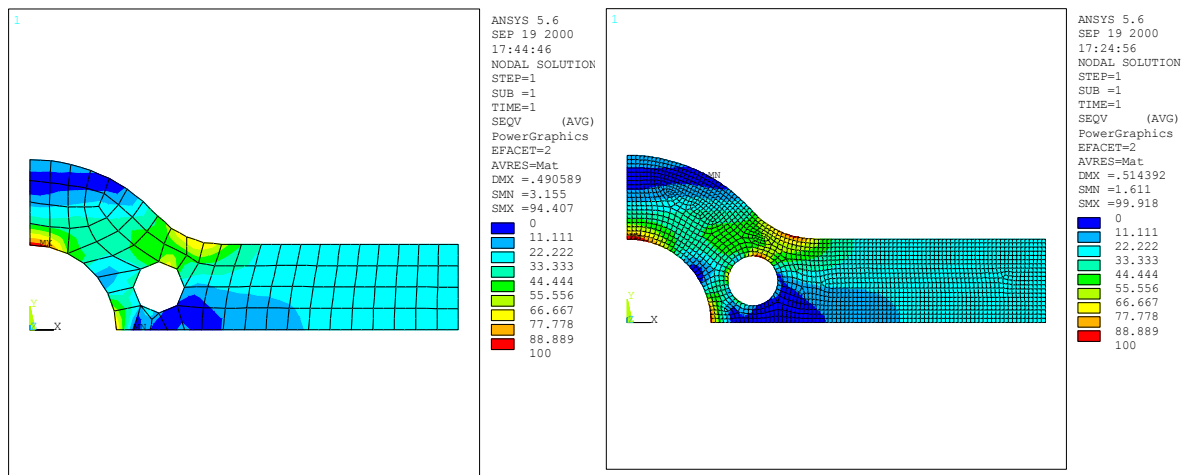 1
ANSYS 5.6
SEP 19 2000
17:44:46
NODAL SOLUTION
STEP=1
SUB =1
TIME=1
SEQV (AVG)
PowerGraphics
EFACET=2
AVRES=Mat
DMX =.490589
SMN =3.155
SMX =94.407
0
11.111
22.222
33.333
44.444
55.556
66.667
77.778
88.889
100
MX
MN
Y
Z X
1
ANSYS 5.6
SEP 19 2000
17:24:56
NODAL SOLUTION
STEP=1
SUB =1
TIME=1
SEQV (AVG)
PowerGraphics
EFACET=2
AVRES=Mat
DMX =.514392
SMN =1.611
SMX =99.918
0
11.111
22.222
33.333
44.444
55.556
66.667
77.778
88.889
100
MN
MX
Y
Z X